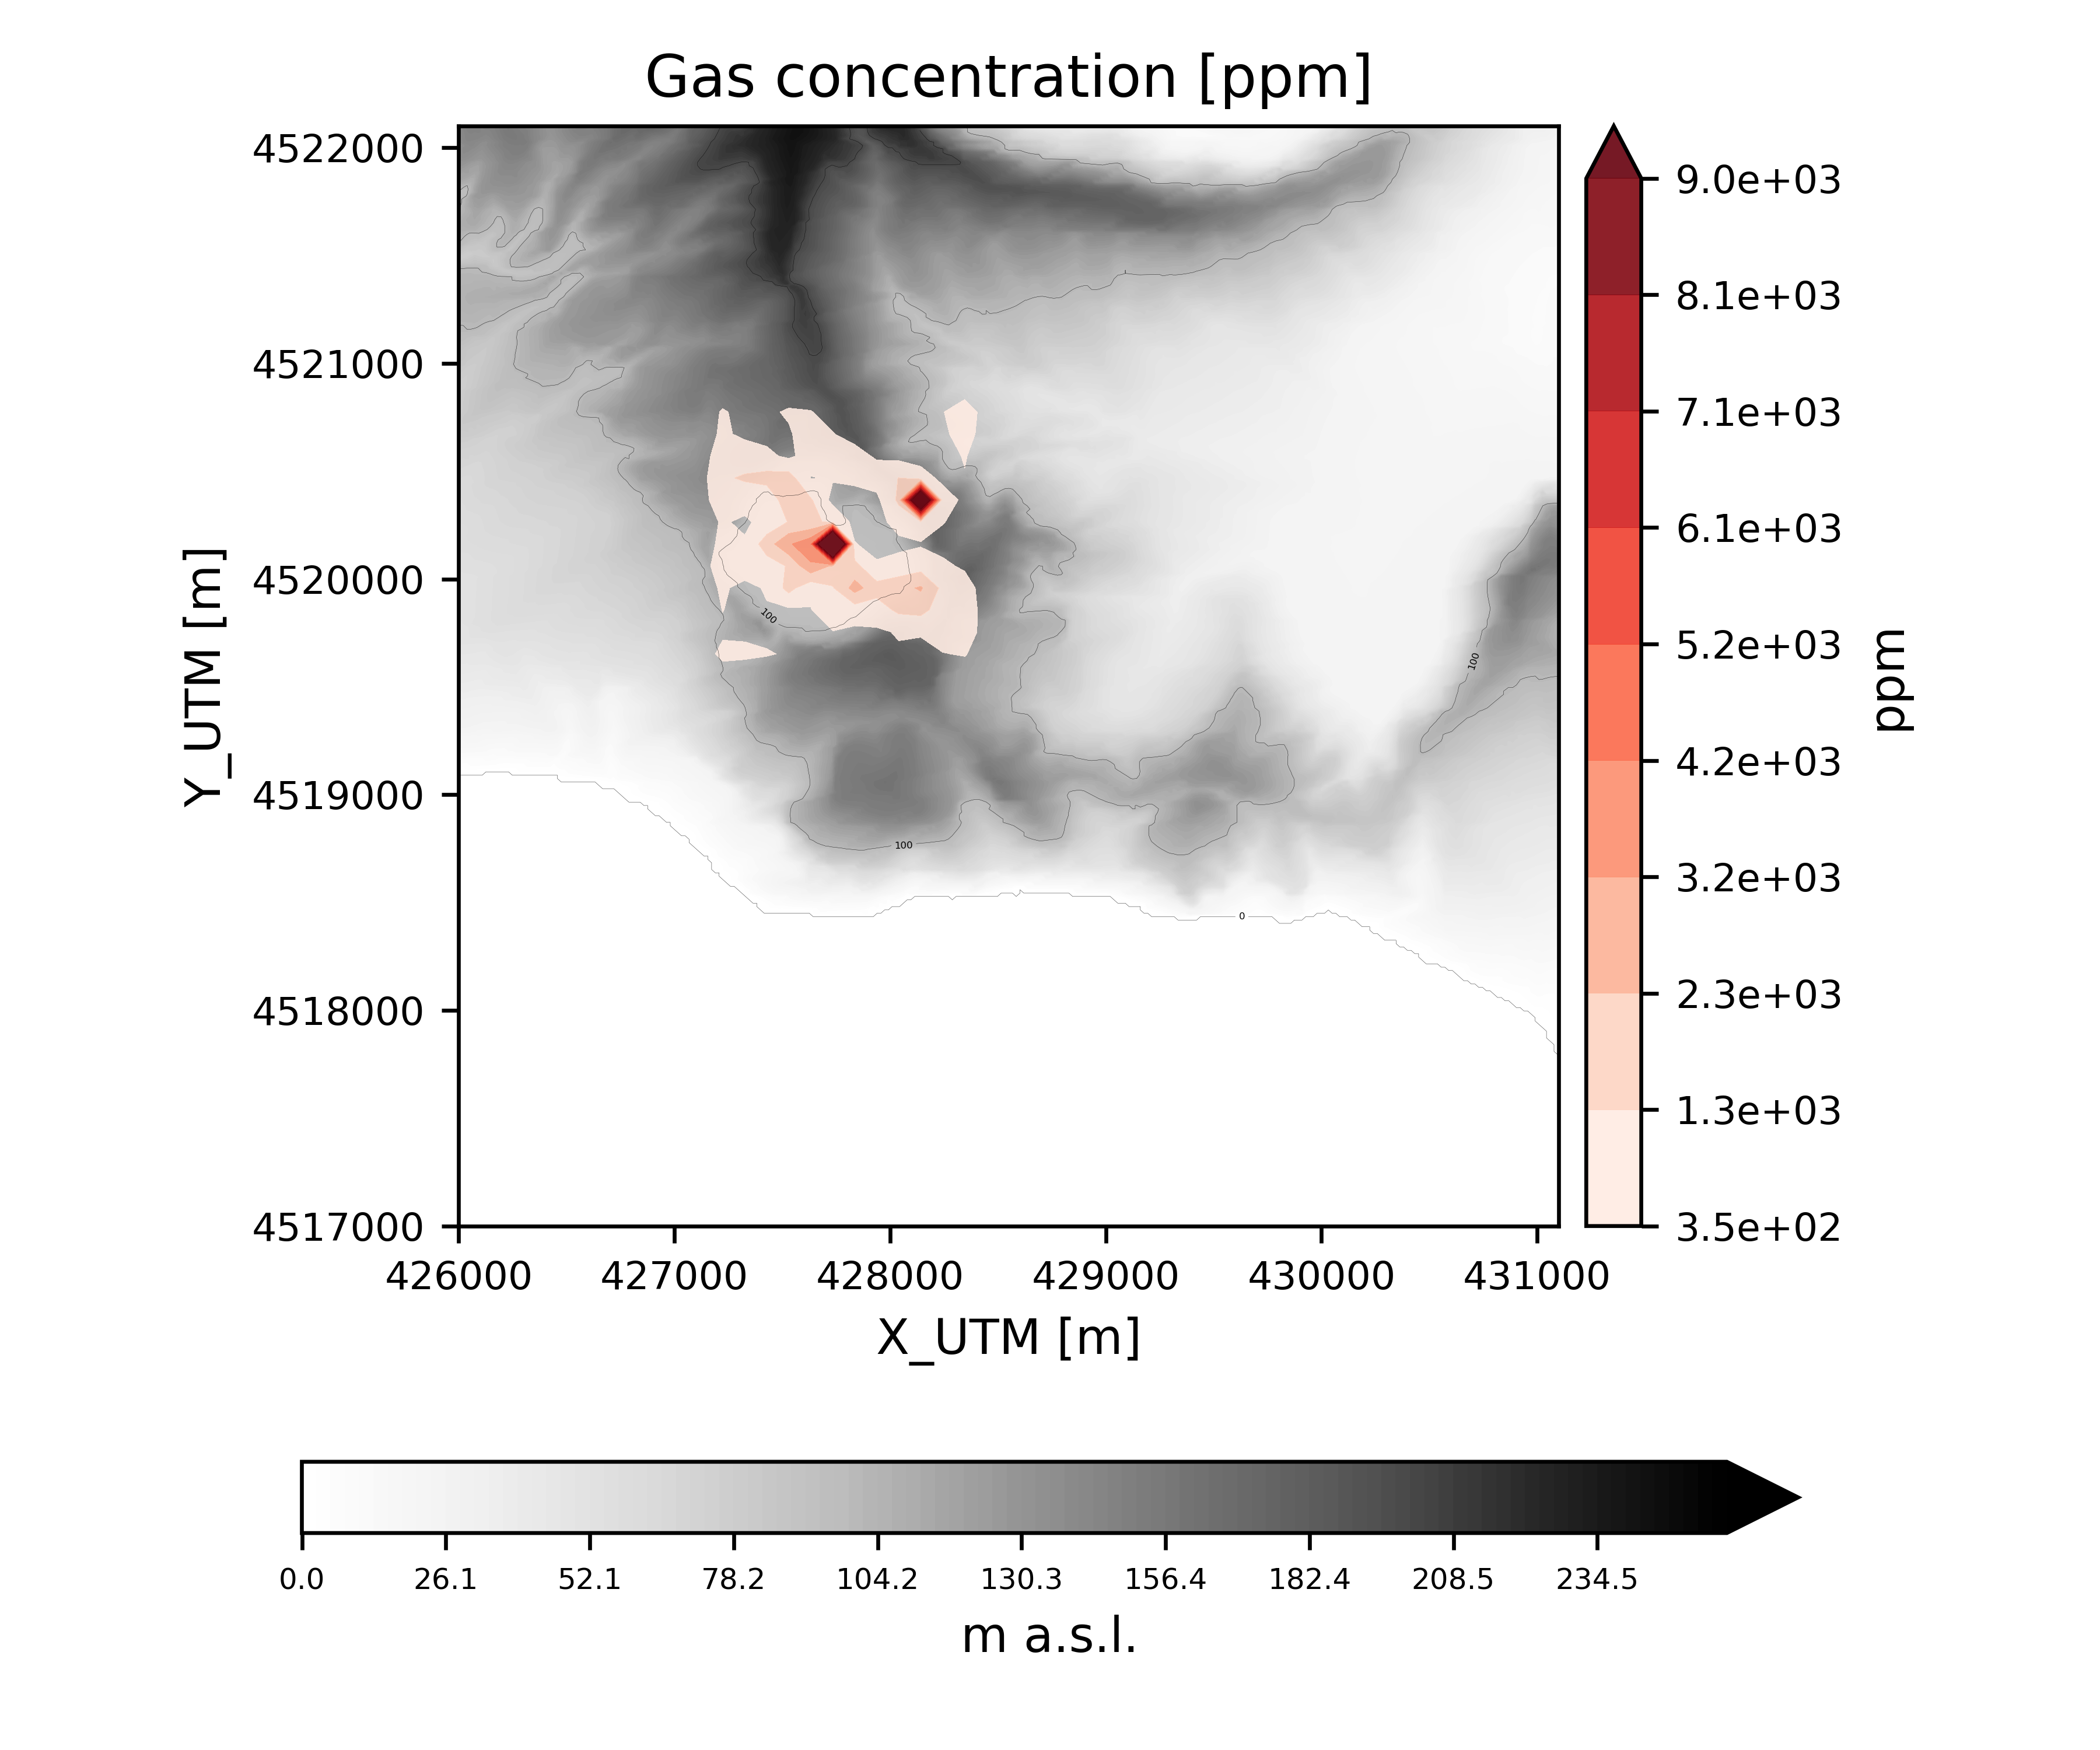 Gas concentration [ppm]
4522000
4521000
4520000
4519000
4518000
4517000
Y_UTM [m]
100
100
100
0
426000 427000 428000 429000 430000 431000
X_UTM [m]
9.0e+03
8.1e+03
7.1e+03
6.1e+03
5.2e+03
4.2e+03
3.2e+03
2.3e+03
1.3e+03
3.5e+02
ppm
0.0 26.1 52.1 78.2 104.2 130.3 156.4 182.4 208.5 234.5
m a.s.l.